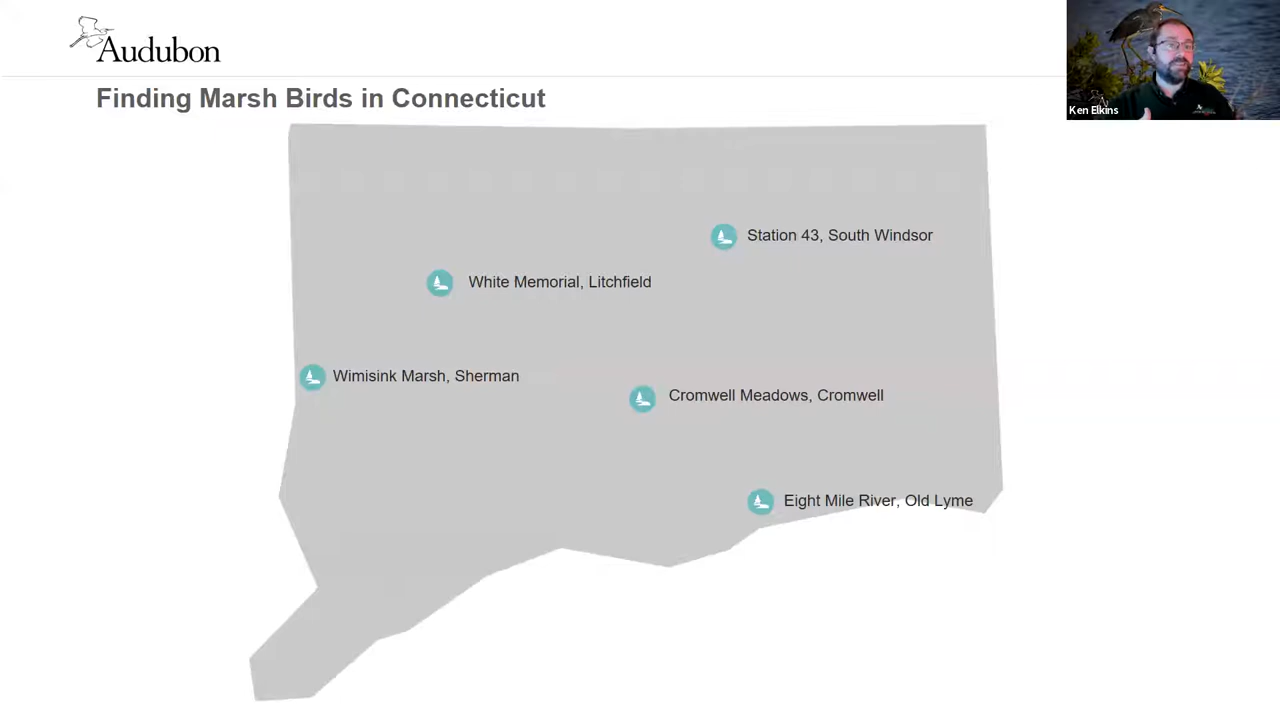 Audubon
Ken Elkins
Finding Marsh Birds in Connecticut
Station 43, South Windsor
White Memorial, Litchfield
Wimisink Marsh, Sherman
Cromwell Meadows, Cromwell
Eight Mile River, Old Lyme